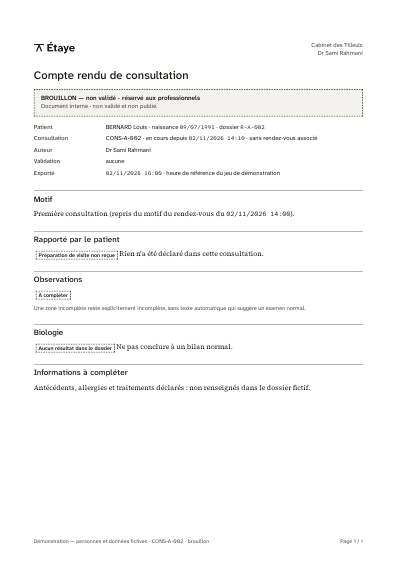 Étaye
Cabinet des Tilleuls
Dr Sami Rahmani
Compte rendu de consultation
BROUILLON — non validé · réservé aux professionnels
Document interne · non validé et non publié.
Patient BERNARD Louis · naissance 09/07/1991 · dossier R-A-002
Consultation CONS-A-002 · en cours depuis 02/11/2026 14:10 · sans rendez-vous associé
Auteur Dr Sami Rahmani
Validation aucune
Exporté 02/11/2026 16:00 · heure de référence du jeu de démonstration
Motif
Première consultation (repris du motif du rendez-vous du 02/11/2026 14:00).
Rapporté par le patient
Préparation de visite non reçue Rien n'a été déclaré dans cette consultation.
Observations
À compléter
Une zone incomplète reste explicitement incomplète, sans texte automatique qui suggère un examen normal.
Biologie
Aucun résultat dans le dossier Ne pas conclure à un bilan normal.
Informations à compléter
Antécédents, allergies et traitements déclarés : non renseignés dans le dossier fictif.
Démonstration — personnes et données fictives · CONS-A-002 · brouillon
Page 1 / 1